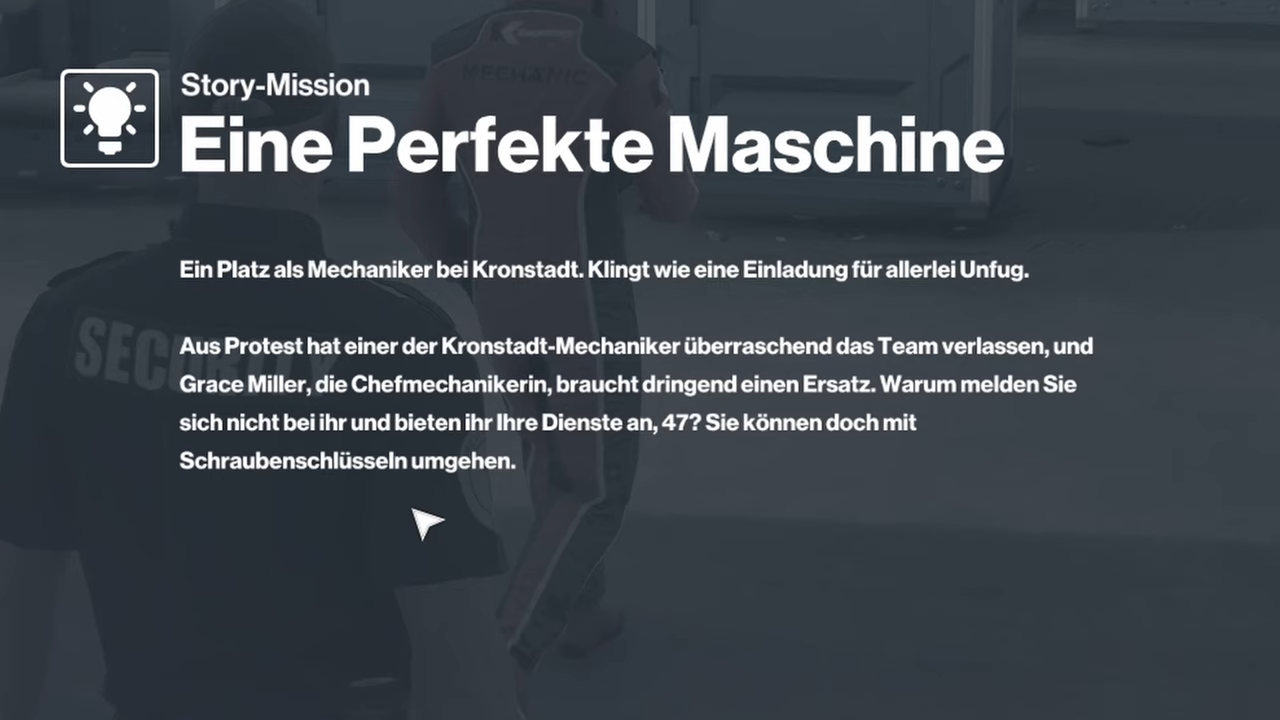 Story-Mission
Eine Perfekte Maschine
Ein Platz als Mechaniker bei Kronstadt. Klingt wie eine Einladung für allerlei Unfug.
Aus Protest hat einer der Kronstadt-Mechaniker überraschend das Team verlassen, und
Grace Miller, die Chefmechanikerin, braucht dringend einen Ersatz. Warum melden Sie
sich nicht bei ihr und bieten ihr Ihre Dienste an, 47? Sie können doch mit
Schraubenschlüsseln umgehen.
MECHANIC
SECURITY